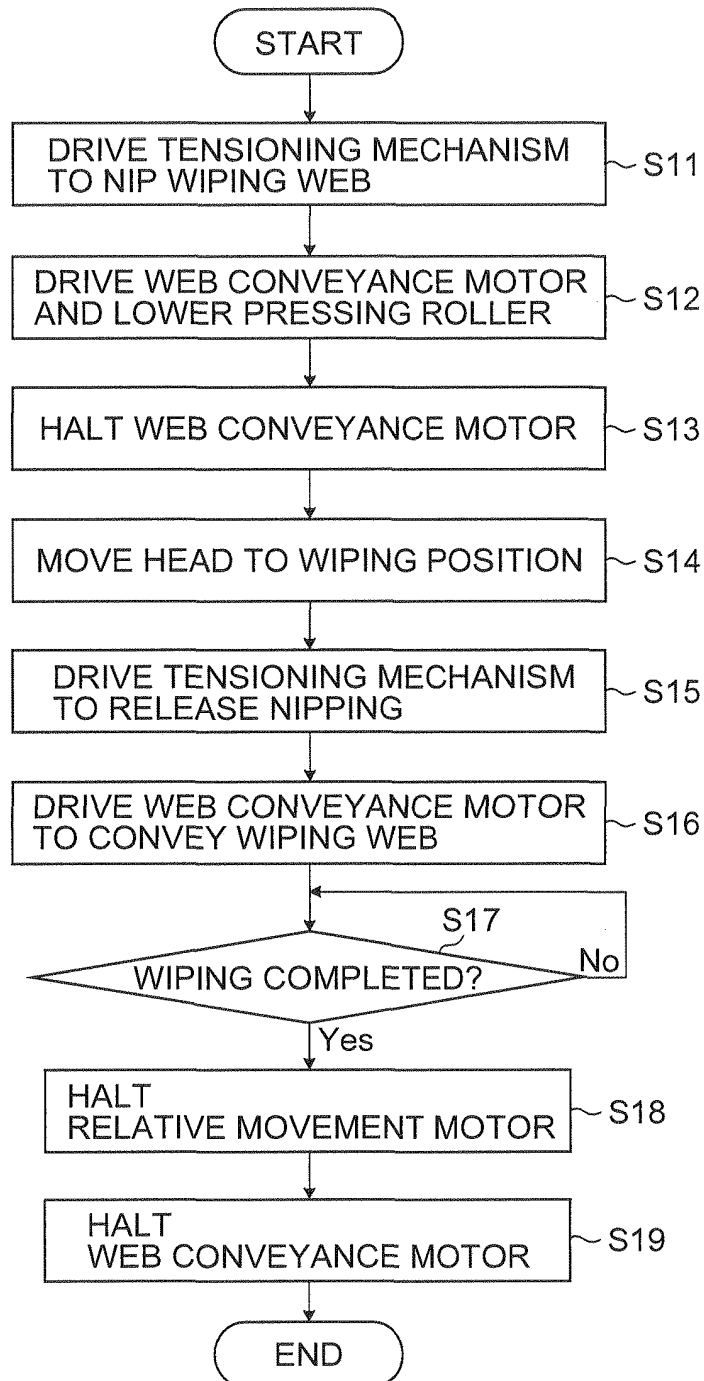 START
DRIVE TENSIONING MECHANISM
TO NIP WIPING WEB
S11
DRIVE WEB CONVEYANCE MOTOR
AND LOWER PRESSING ROLLER
S12
HALT WEB CONVEYANCE MOTOR
S13
MOVE HEAD TO WIPING POSITION
S14
DRIVE TENSIONING MECHANISM
TO RELEASE NIPPING
S15
DRIVE WEB CONVEYANCE MOTOR
TO CONVEY WIPING WEB
S16
S17
WIPING COMPLETED?
No
Yes
HALT
RELATIVE MOVEMENT MOTOR
S18
HALT
WEB CONVEYANCE MOTOR
S19
END